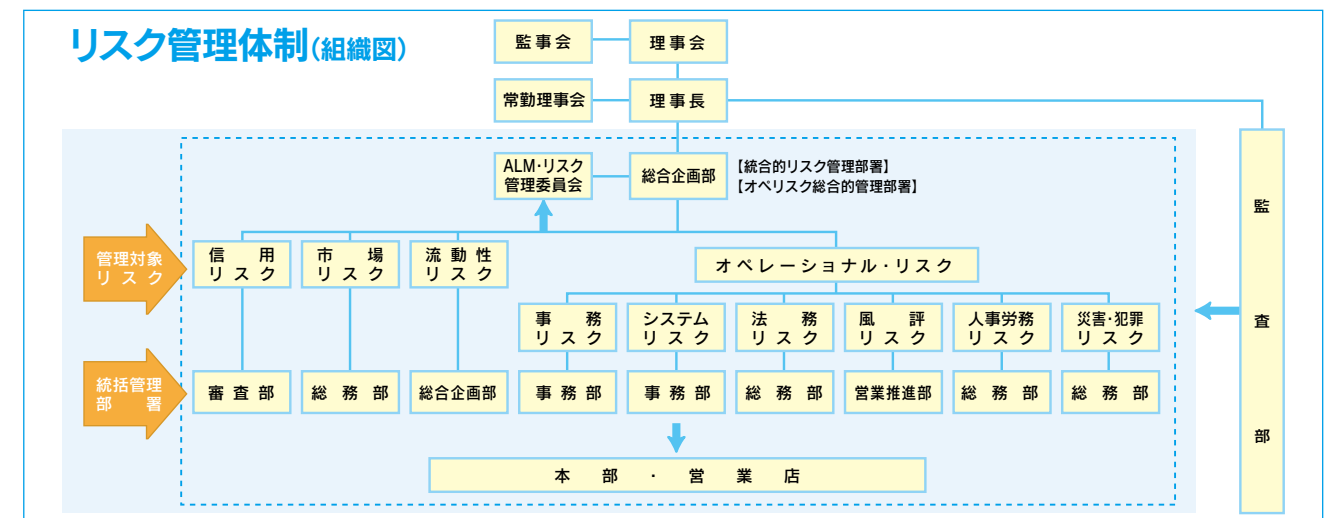 リスク管理体制(組織図)
監事会
理事会
常勤理事会
理事長
ALM・リスク
管理委員会
総合企画部
【統合的リスク管理部署】
【オペリスク総合的管理部署】
監査部
管理対象
リスク
信用
リスク
市場
リスク
流動性
リスク
オペレーショナル・リスク
事務
リスク
システム
リスク
法務
リスク
風評
リスク
人事労務
リスク
災害・犯罪
リスク
統括管理
部署
審査部
総務部
総合企画部
事務部
事務部
総務部
営業推進部
総務部
総務部
本部・営業店